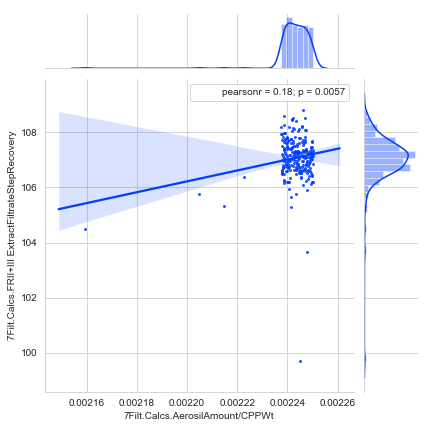 pearsonr = 0.18; p = 0.0057
7Filt.Calcs.FRII+III ExtractFiltrateStepRecovery
108
106
104
102
100
0.00216 0.00218 0.00220 0.00222 0.00224 0.00226
7Filt.Calcs.AerosilAmount/CPPWt